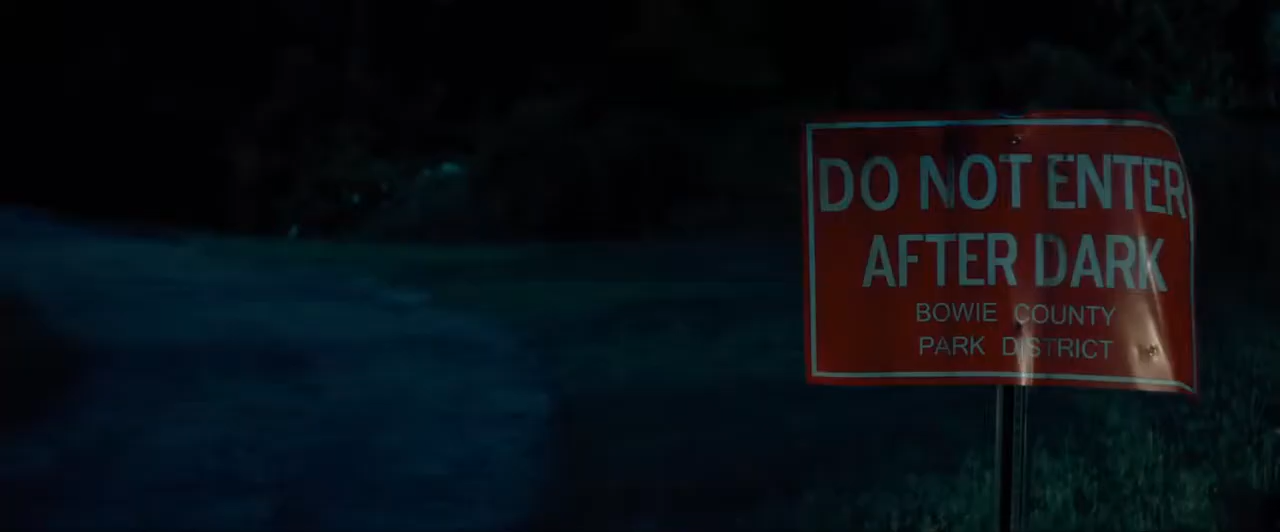 DO NOT ENTER
AFTER DARK
BOWIE COUNTY
PARK DISTRICT